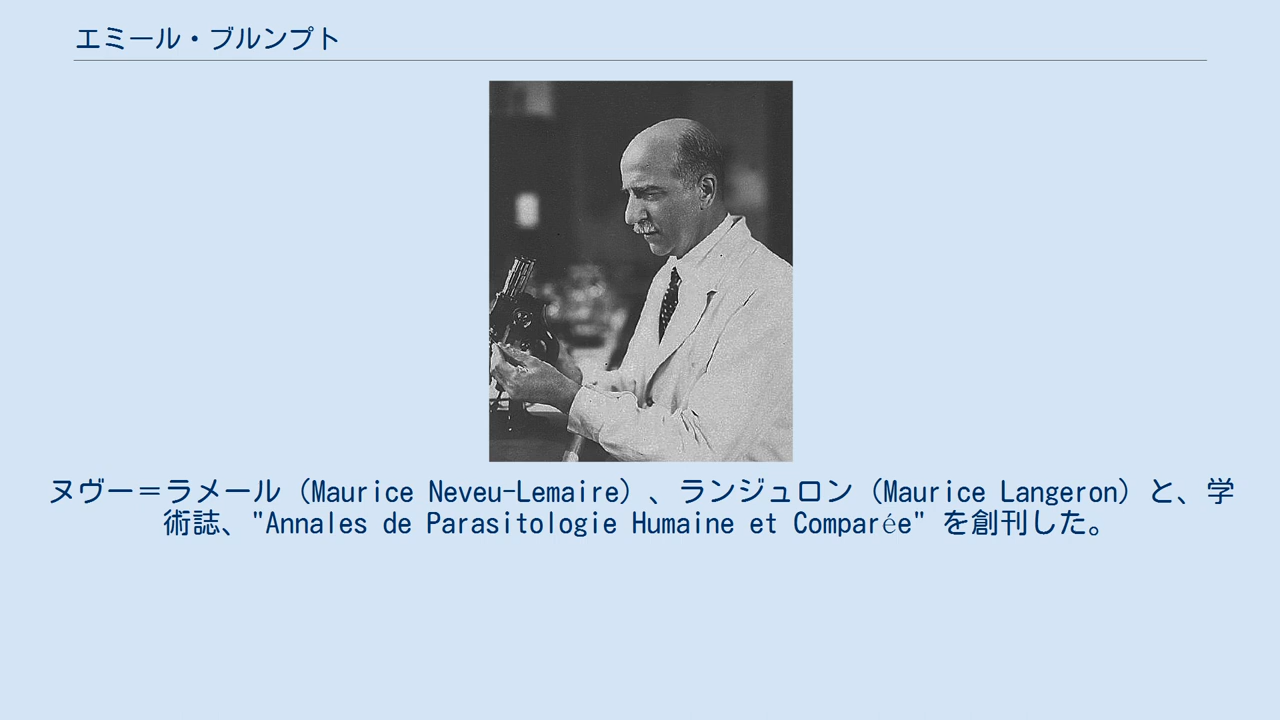 エミール・ブルンプト
ヌヴー＝ラメール（Maurice Neveu-Lemaire）、ランジュロン（Maurice Langeron）と、学
術誌、"Annales de Parasitologie Humaine et Comparée" を創刊した。